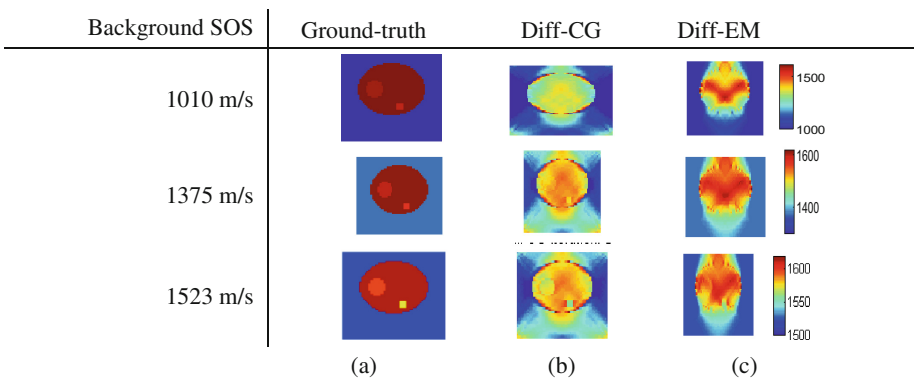 Background SOS Ground-truth Diff-CG Diff-EM
1010 m/s
1500
1000
1375 m/s
1600
1400
1523 m/s
1600
1550
1500
(a) (b) (c)